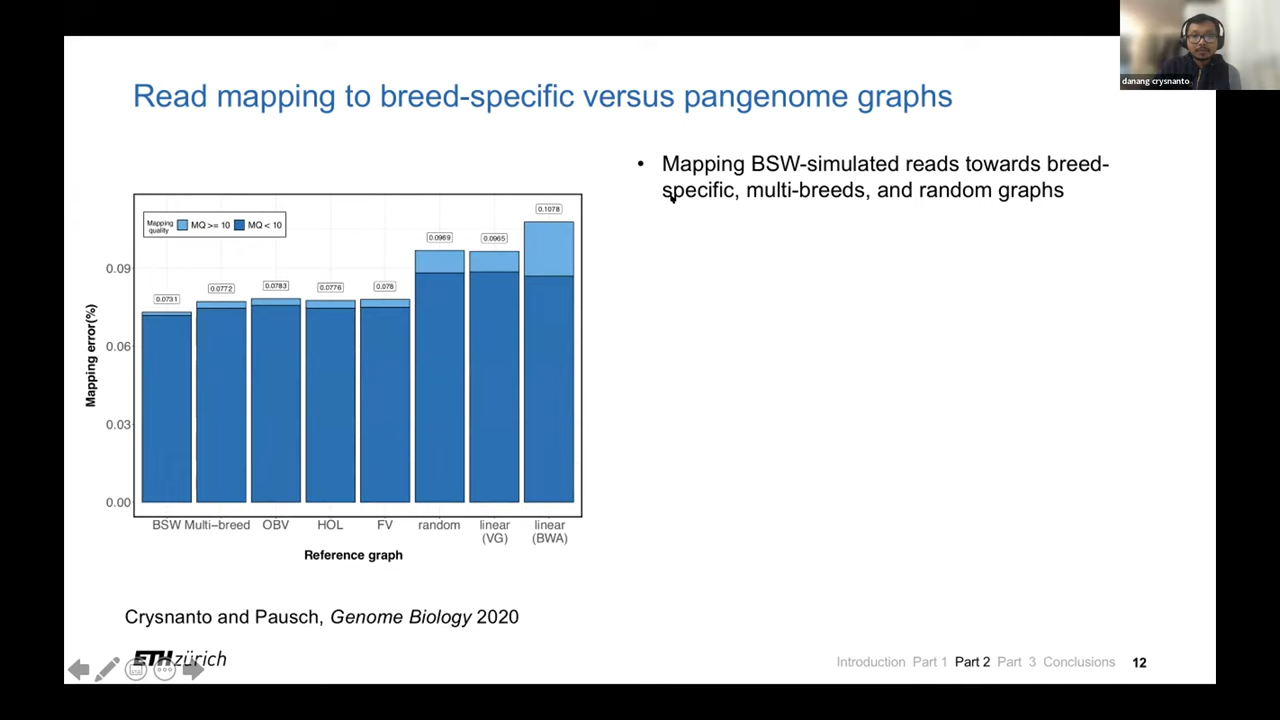 danang crysnanto
Read mapping to breed-specific versus pangenome graphs
• Mapping BSW-simulated reads towards breed-
specific, multi-breeds, and random graphs
Mapping
quality
MQ >= 10
MQ < 10
0.0731
0.0772
0.0783
0.0776
0.078
0.0969
0.0965
0.1078
Mapping error(%)
0.09
0.06
0.03
0.00
BSW Multi-breed OBV HOL FV random linear linear
(VG) (BWA)
Reference graph
Crysnanto and Pausch, Genome Biology 2020
ETH zürich
Introduction Part 1 Part 2 Part 3 Conclusions 12